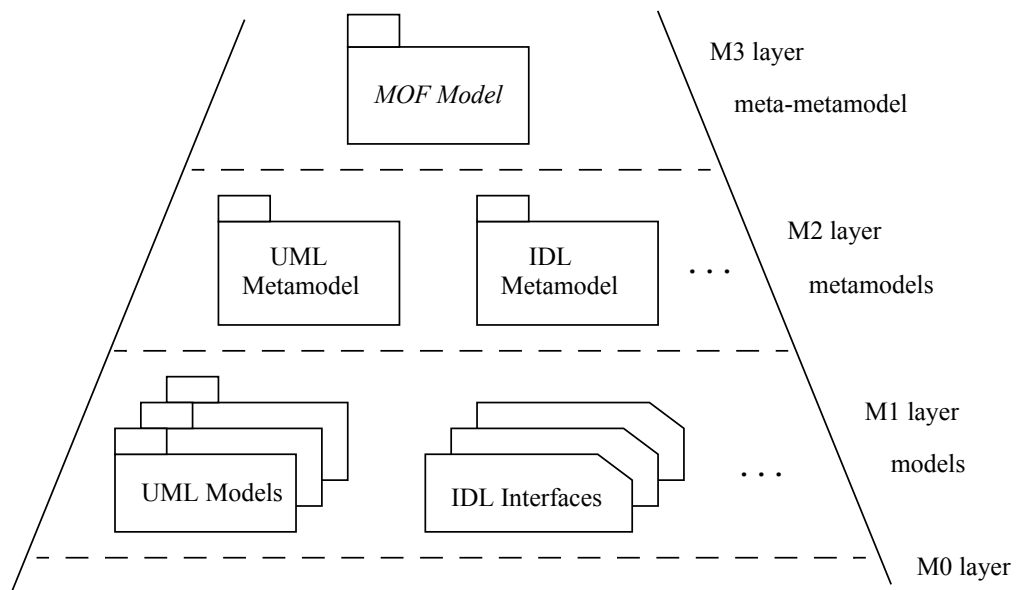 M3 layer
meta-metamodel
MOF Model
M2 layer
metamodels
UML
Metamodel
IDL
Metamodel
. . .
M1 layer
models
UML Models
IDL Interfaces
. . .
M0 layer